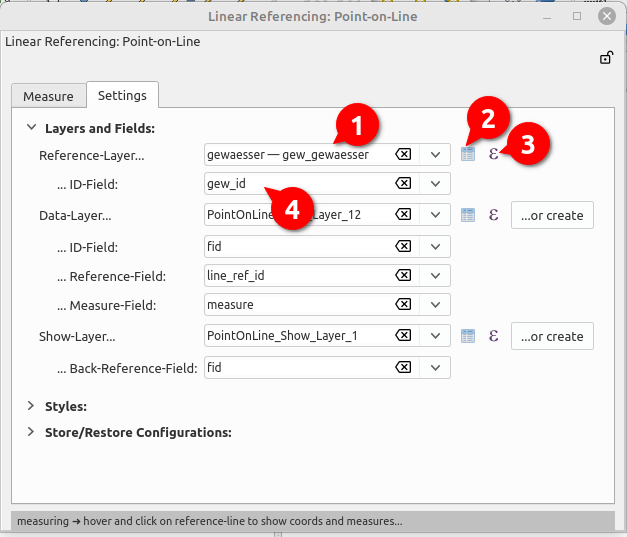 Linear Referencing: Point-on-Line
Linear Referencing: Point-on-Line
Measure Settings
Layers and Fields:
1
2
3
Reference-Layer... gewaesser — gew_gewaesser ε
... ID-Field: gew_id
4
Data-Layer... PointOnLine_ _Layer_12 ε ...or create
... ID-Field: fid
... Reference-Field: line_ref_id
... Measure-Field: measure
Show-Layer... PointOnLine_Show_Layer_1 ε ...or create
... Back-Reference-Field: fid
Styles:
Store/Restore Configurations:
measuring ➜ hover and click on reference-line to show coords and measures...